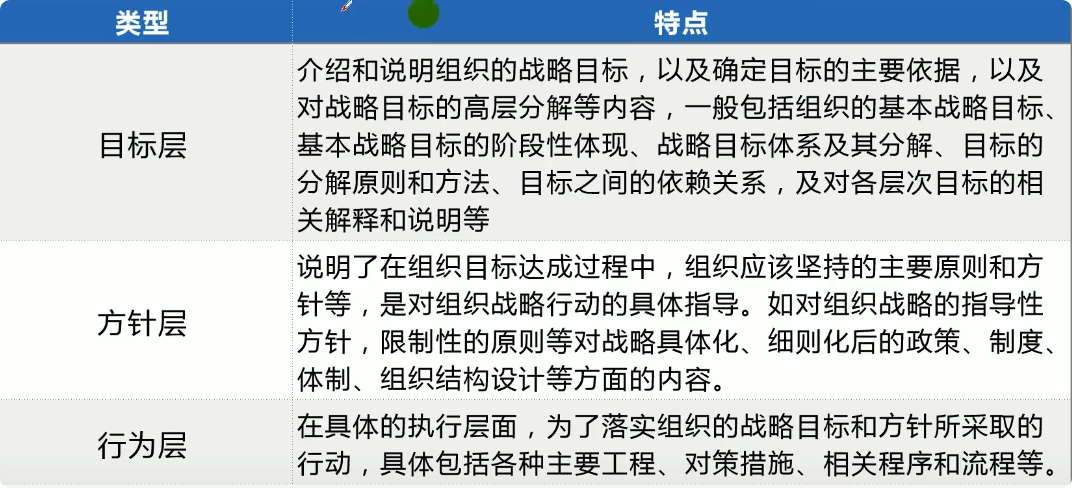 类型 特点
目标层
介绍和说明组织的战略目标，以及确定目标的主要依据，以及
对战略目标的高层分解等内容，一般包括组织的基本战略目标、
基本战略目标的阶段性体现、战略目标体系及其分解、目标的
分解原则和方法、目标之间的依赖关系，及对各层次目标的相
关解释和说明等
方针层
说明了在组织目标达成过程中，组织应该坚持的主要原则和方
针等，是对组织战略行动的具体指导。如对组织战略的指导性
方针，限制性的原则等对战略具体化、细则化后的政策、制度、
体制、组织结构设计等方面的内容。
行为层
在具体的执行层面，为了落实组织的战略目标和方针所采取的
行动，具体包括各种主要工程、对策措施、相关程序和流程等。